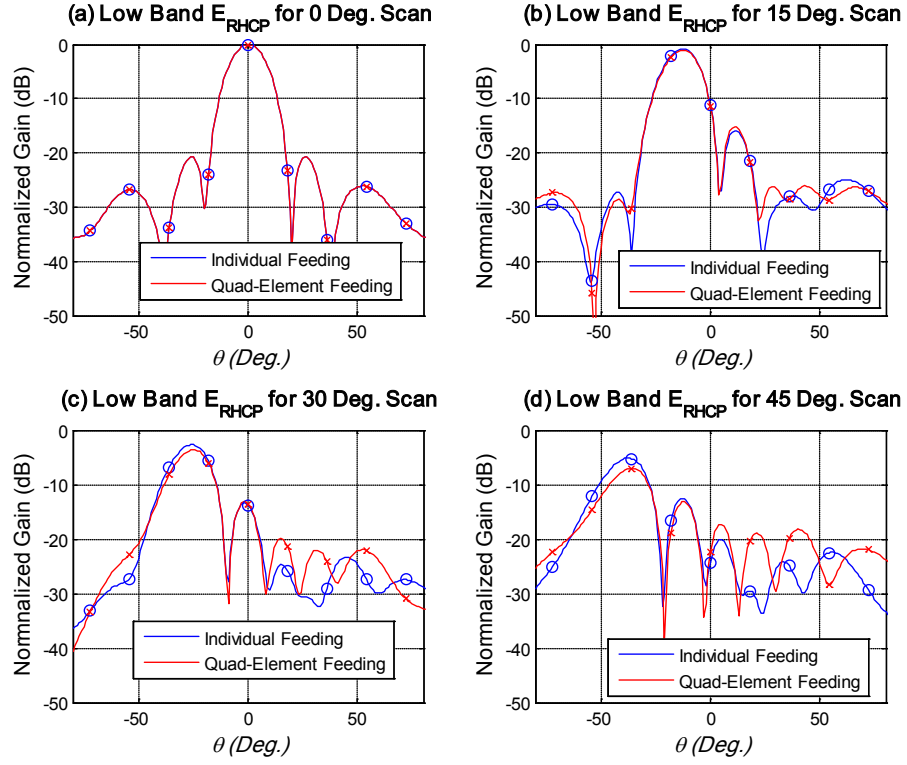 (a) Low Band E_RHCP for 0 Deg. Scan
Normnalized Gain (dB)
0
-10
-20
-30
-40
-50
-50
0
50
θ (Deg.)
Individual Feeding
Quad-Element Feeding
(b) Low Band E_RHCP for 15 Deg. Scan
Normnalized Gain (dB)
0
-10
-20
-30
-40
-50
-50
0
50
θ (Deg.)
Individual Feeding
Quad-Element Feeding
(c) Low Band E_RHCP for 30 Deg. Scan
Normnalized Gain (dB)
0
-10
-20
-30
-40
-50
-50
0
50
θ (Deg.)
Individual Feeding
Quad-Element Feeding
(d) Low Band E_RHCP for 45 Deg. Scan
Normnalized Gain (dB)
0
-10
-20
-30
-40
-50
-50
0
50
θ (Deg.)
Individual Feeding
Quad-Element Feeding